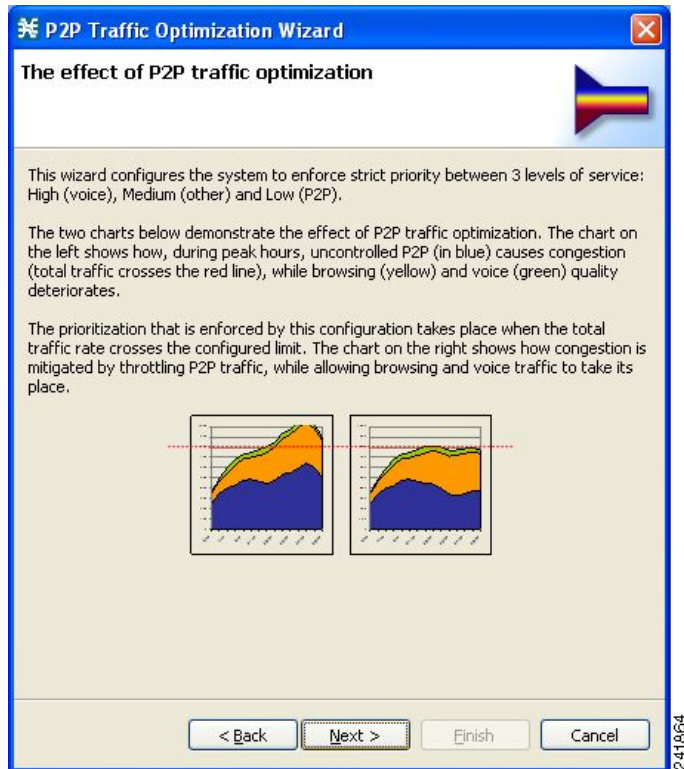 P2P Traffic Optimization Wizard
The effect of P2P traffic optimization
This wizard configures the system to enforce strict priority between 3 levels of service:
High (voice), Medium (other) and Low (P2P).
The two charts below demonstrate the effect of P2P traffic optimization. The chart on
the left shows how, during peak hours, uncontrolled P2P (in blue) causes congestion
(total traffic crosses the red line), while browsing (yellow) and voice (green) quality
deteriorates.
The prioritization that is enforced by this configuration takes place when the total
traffic rate crosses the configured limit. The chart on the right shows how congestion is
mitigated by throttling P2P traffic, while allowing browsing and voice traffic to take its
place.
< Back
Next >
Finish
Cancel
241864